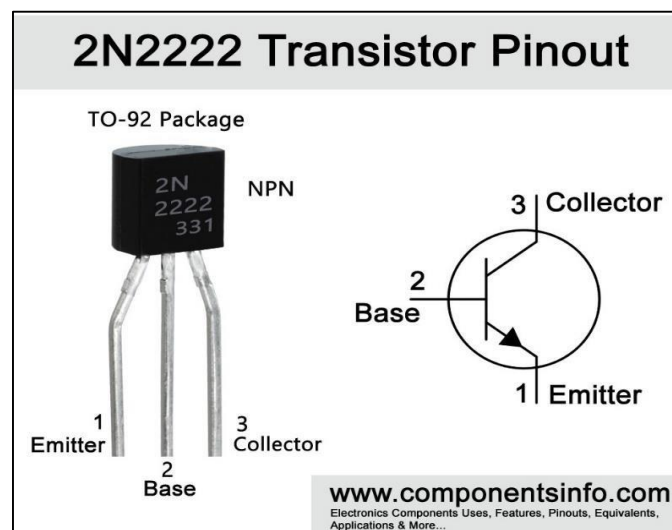 2N2222 Transistor Pinout
TO-92 Package
2N
2222
331
NPN
1
Emitter
2
Base
3
Collector
3 Collector
2
Base
1 Emitter
www.componentsinfo.com
Electronics Components Uses, Features, Pinouts, Equivalents,
Applications & More...